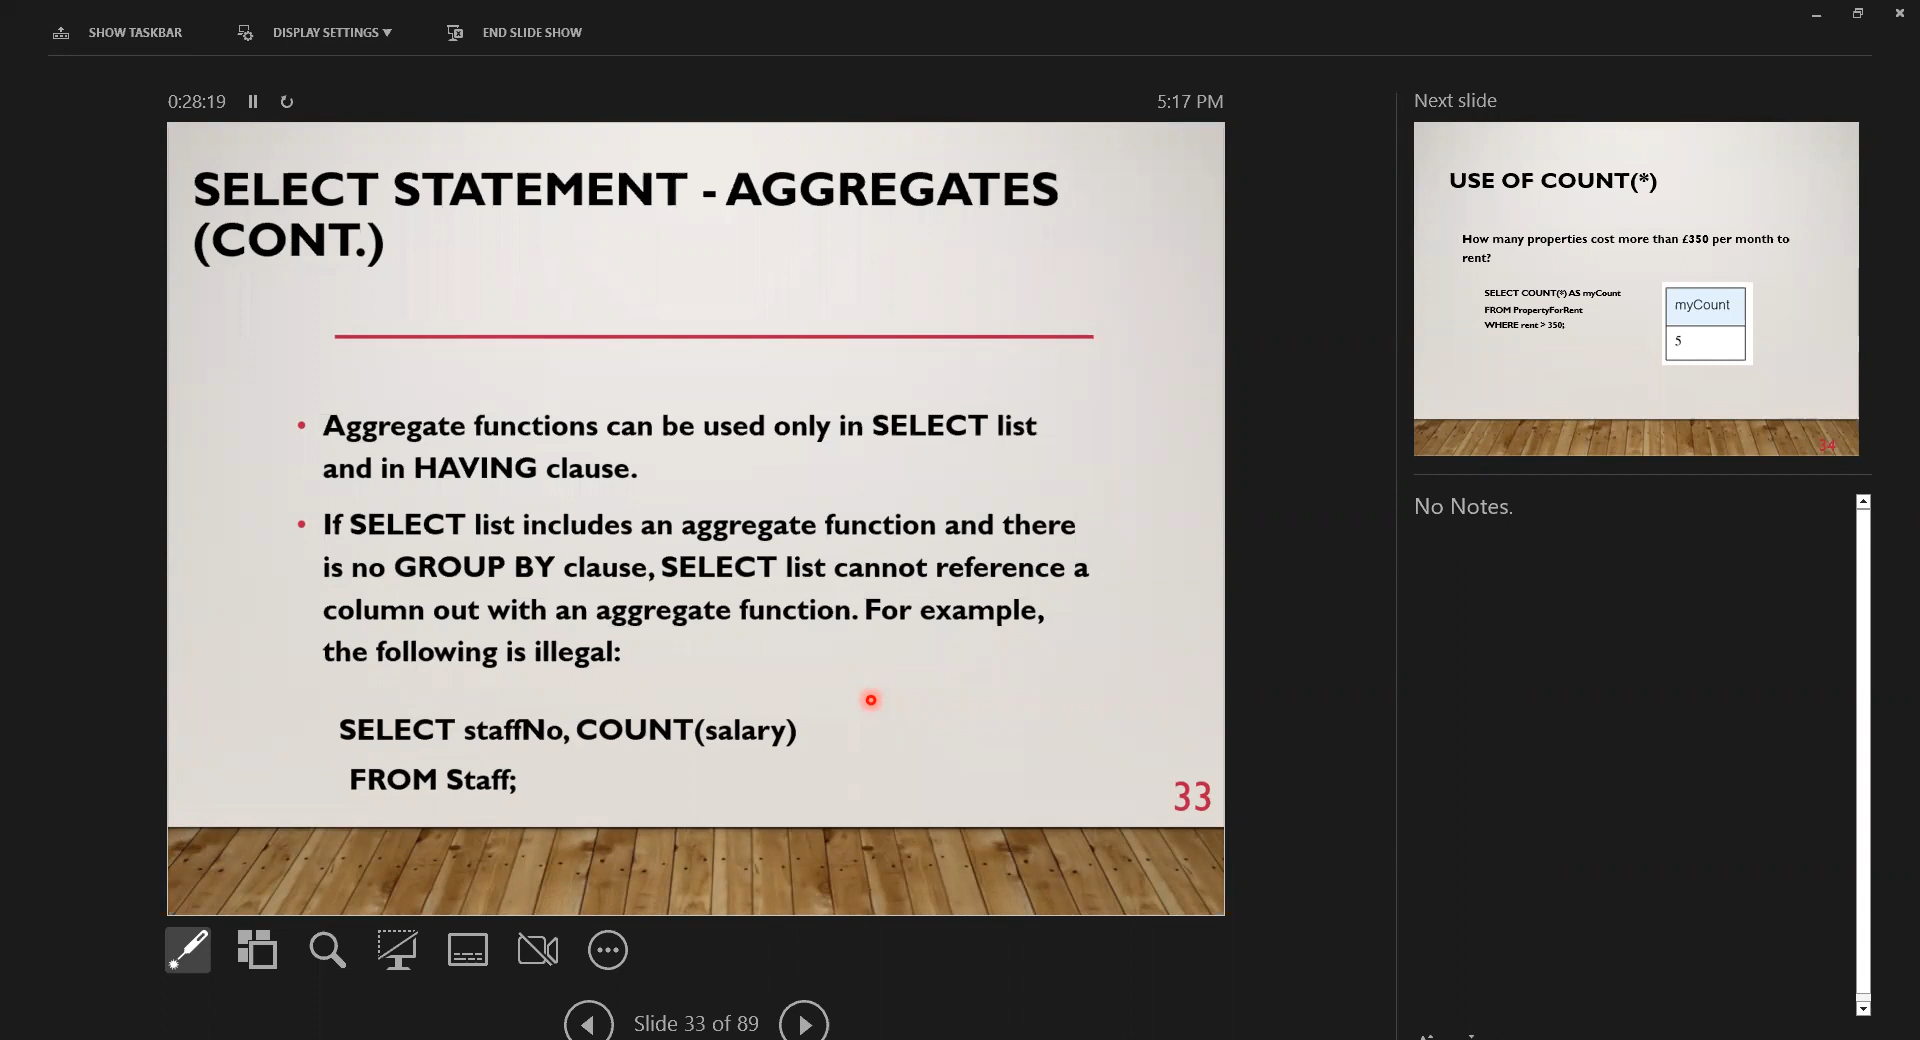 SHOW TASKBAR
DISPLAY SETTINGS ▼
END SLIDE SHOW
0:28:19
5:17 PM
SELECT STATEMENT - AGGREGATES
(CONT.)
• Aggregate functions can be used only in SELECT list
and in HAVING clause.
• If SELECT list includes an aggregate function and there
is no GROUP BY clause, SELECT list cannot reference a
column out with an aggregate function. For example,
the following is illegal:
SELECT staffNo, COUNT(salary)
FROM Staff;
33
Slide 33 of 89
Next slide
USE OF COUNT(*)
How many properties cost more than £350 per month to
rent?
SELECT COUNT(*) AS myCount
FROM PropertyForRent
WHERE rent > 350;
myCount
5
34
No Notes.